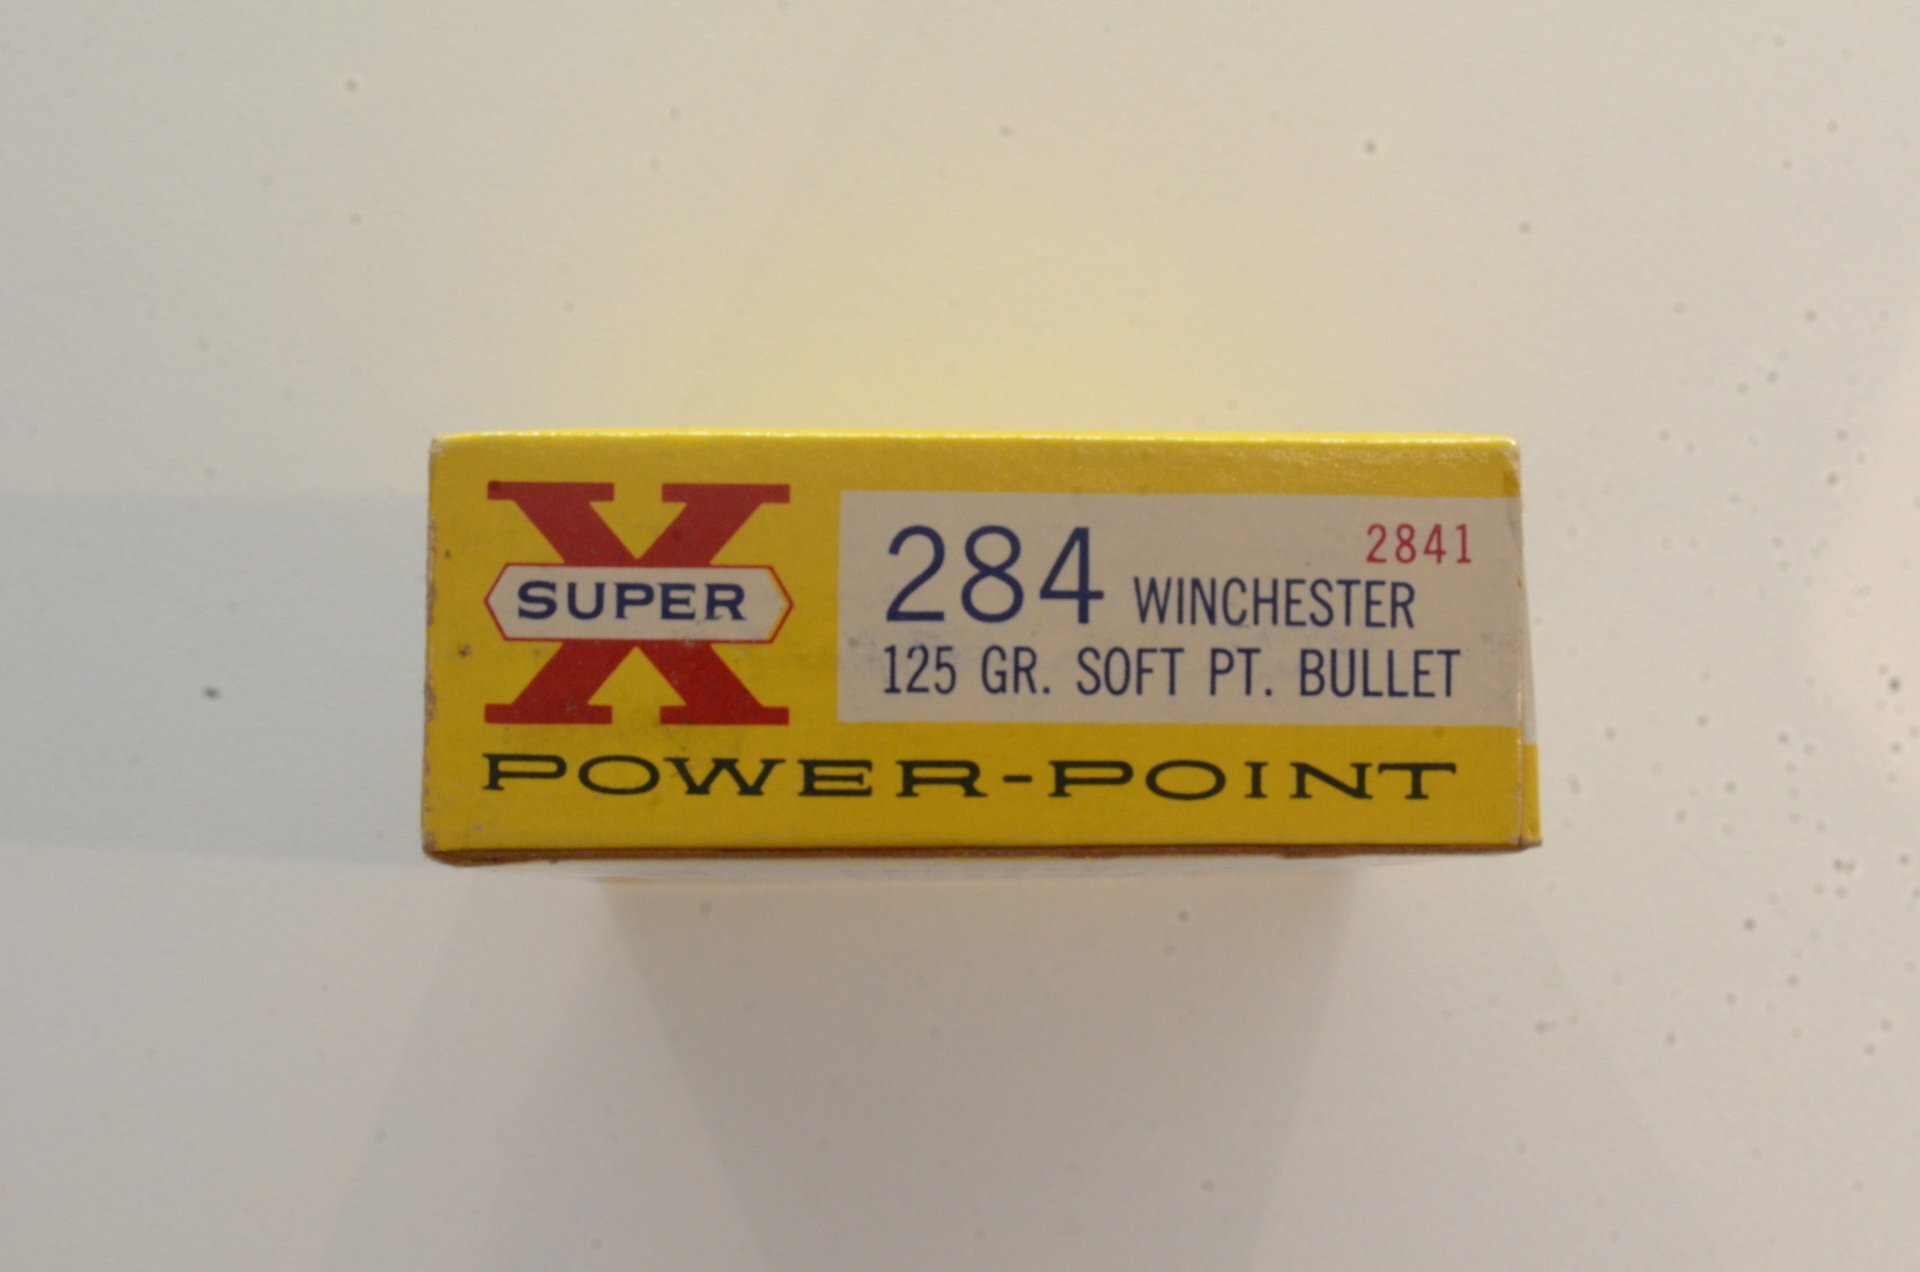 SUPER X
284 WINCHESTER 2841
125 GR. SOFT PT. BULLET
POWER-POINT